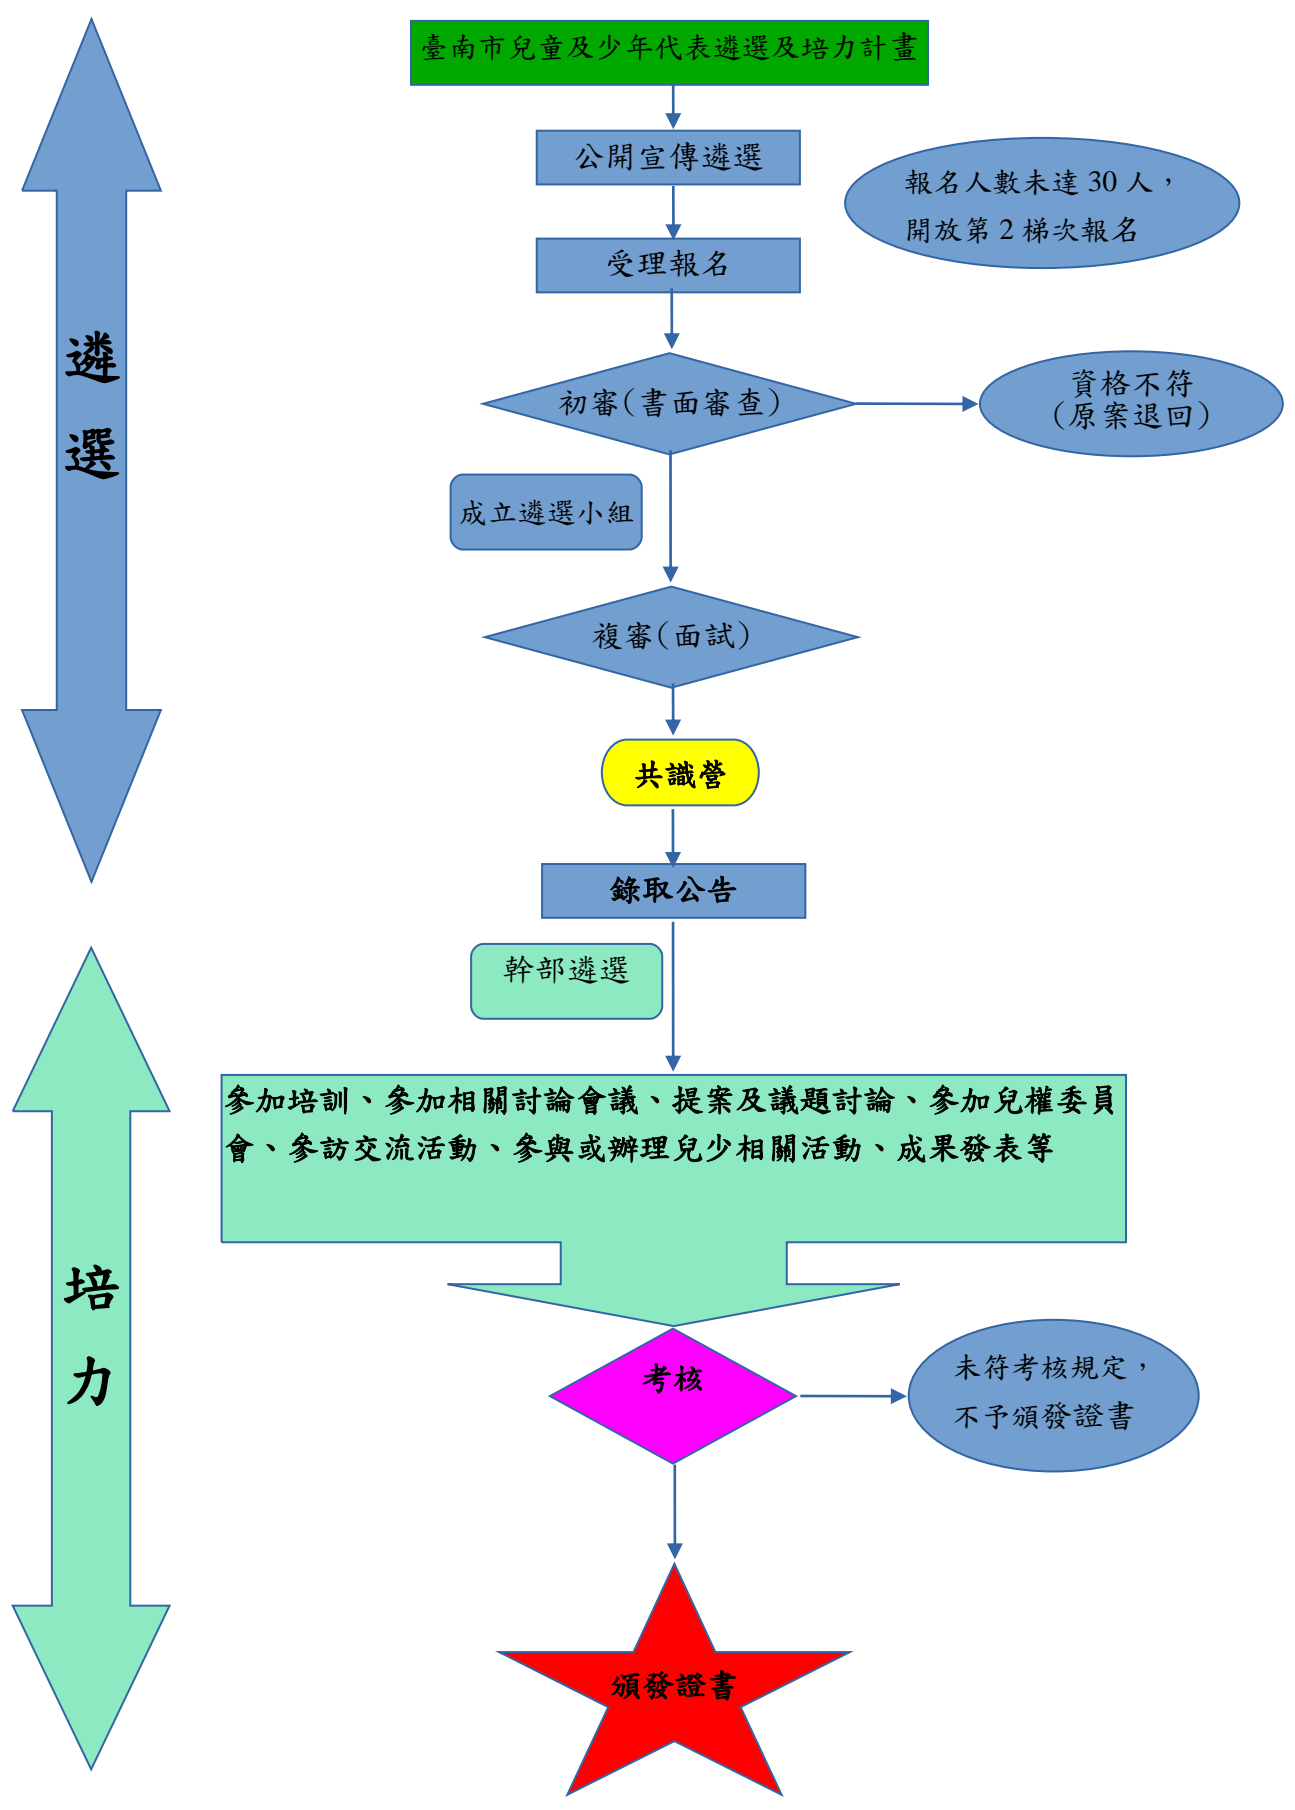 臺南市兒童及少年代表遴選及培力計畫
公開宣傳遴選
報名人數未達 30 人，
開放第 2 梯次報名
受理報名
遴
選
初審(書面審查)
資格不符
(原案退回)
成立遴選小組
複審(面試)
共識營
錄取公告
幹部遴選
參加培訓、參加相關討論會議、提案及議題討論、參加兒權委員
會、參訪交流活動、參與或辦理兒少相關活動、成果發表等
培
力
考核
未符考核規定，
不予頒發證書
頒發證書